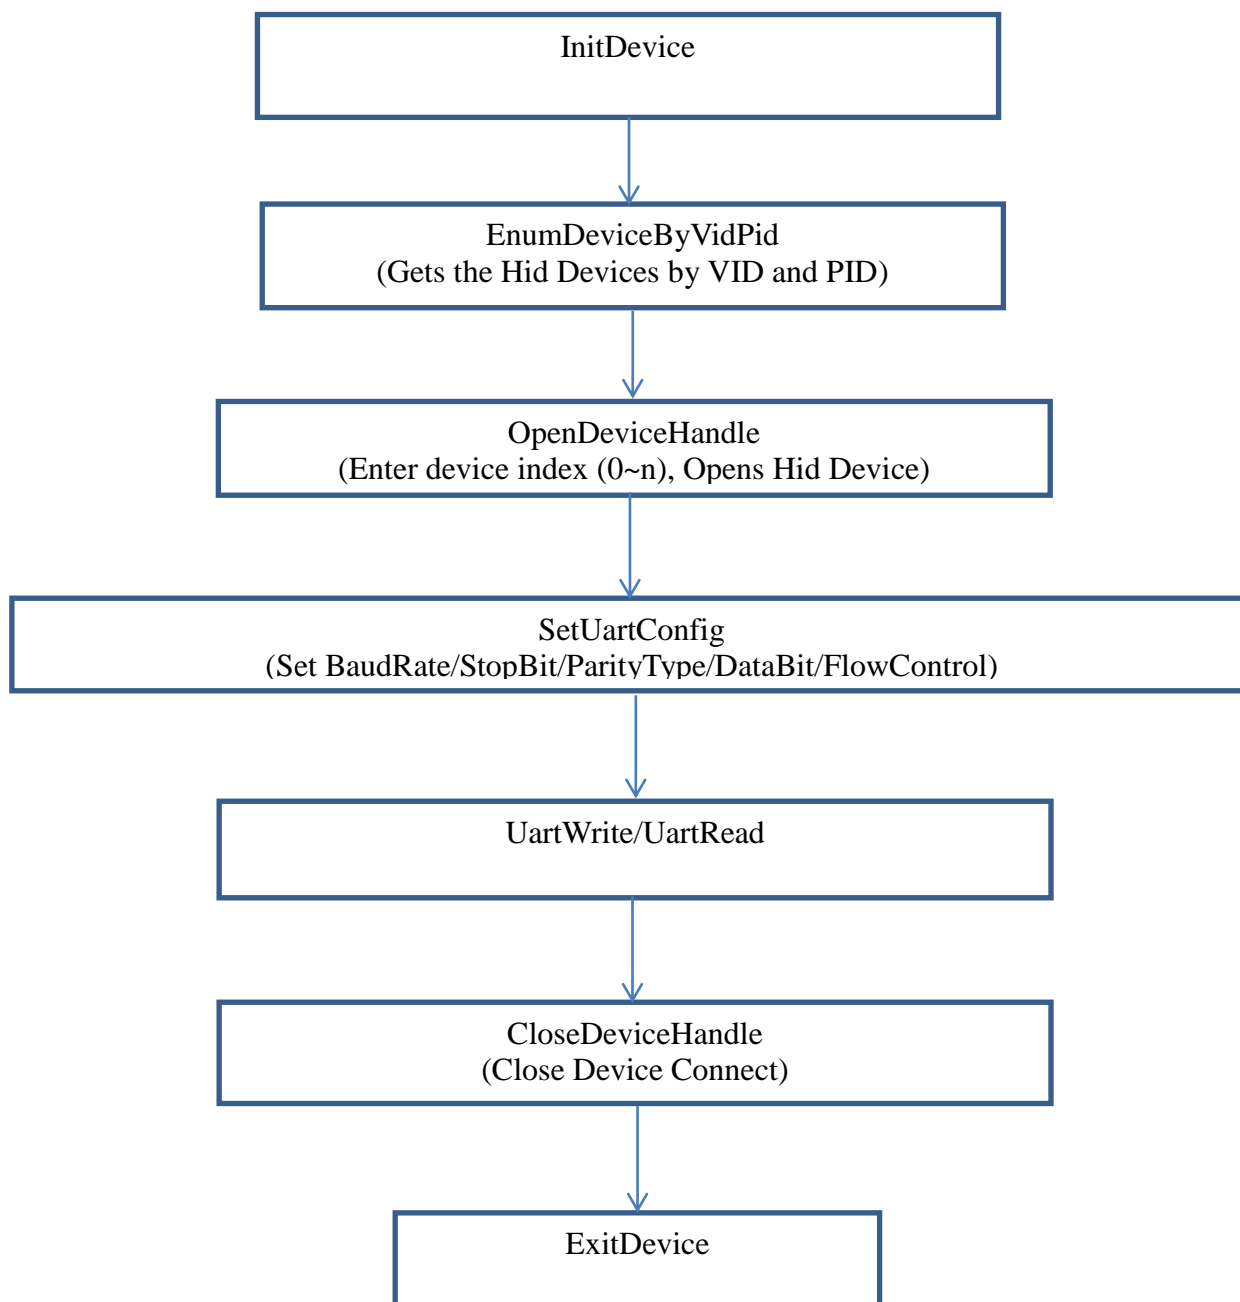 InitDevice
EnumDeviceByVidPid
(Gets the Hid Devices by VID and PID)
OpenDeviceHandle
(Enter device index (0~n), Opens Hid Device)
SetUartConfig
(Set BaudRate/StopBit/ParityType/DataBit/FlowControl)
UartWrite/UartRead
CloseDeviceHandle
(Close Device Connect)
ExitDevice